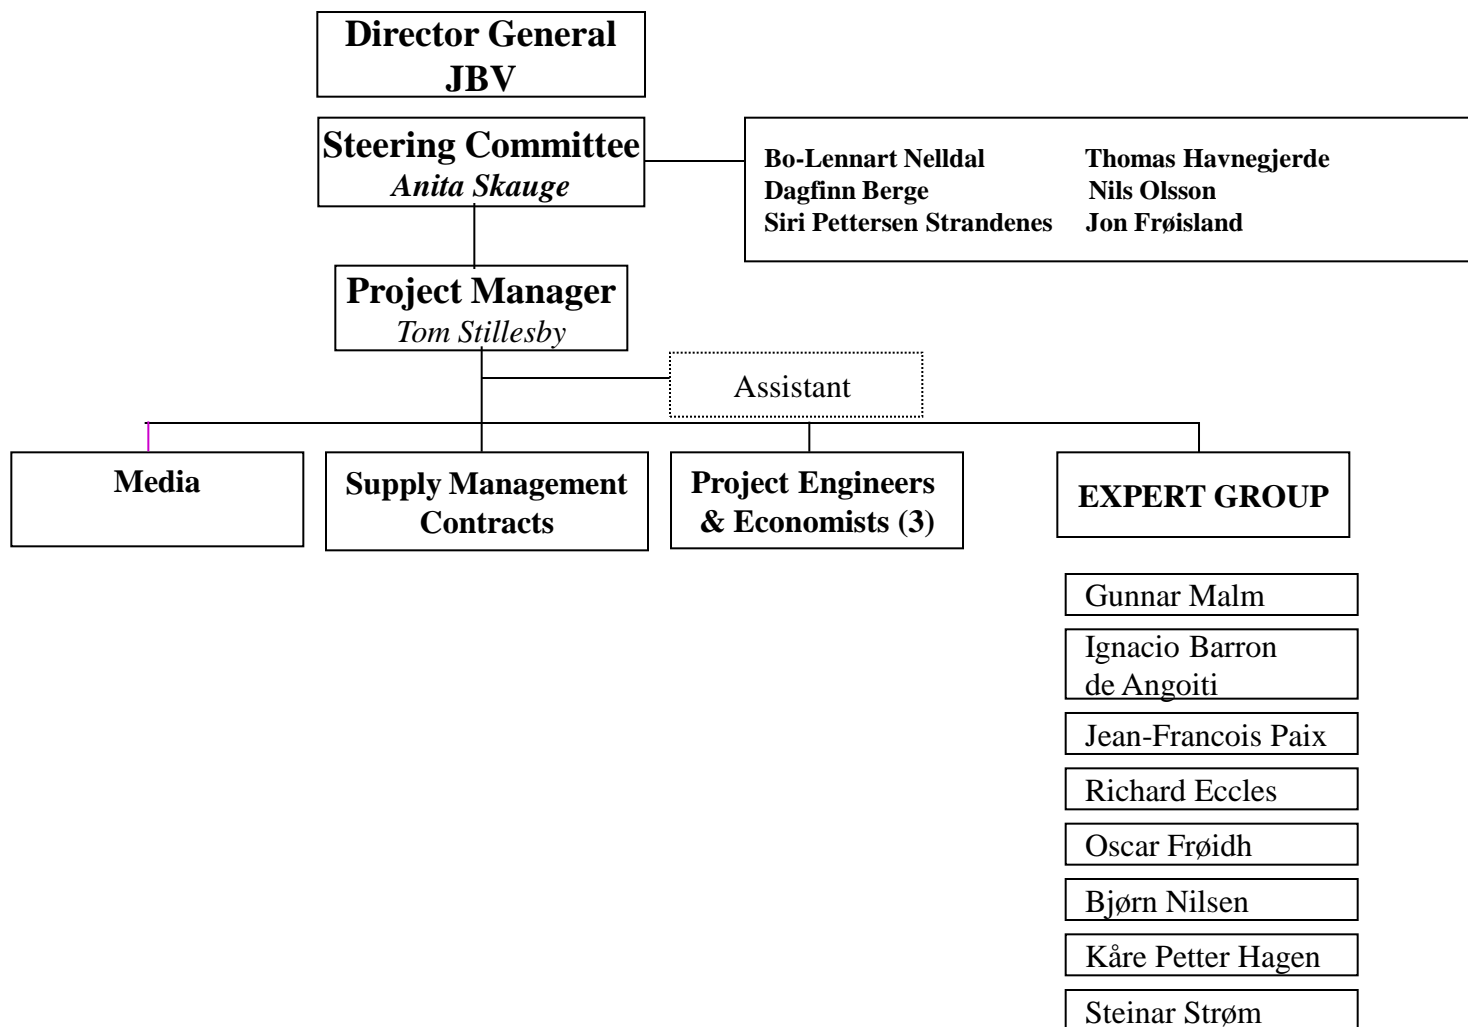 Director General
JBV
Steering Committee
Anita Skauge
Bo-Lennart Nelldal Thomas Havnegjerde
Dagfinn Berge Nils Olsson
Siri Pettersen Strandenes Jon Frøisland
Project Manager
Tom Stillesby
Assistant
Media
Supply Management
Contracts
Project Engineers
& Economists (3)
EXPERT GROUP
Gunnar Malm
Ignacio Barron
de Angoiti
Jean-Francois Paix
Richard Eccles
Oscar Frøidh
Bjørn Nilsen
Kåre Petter Hagen
Steinar Strøm